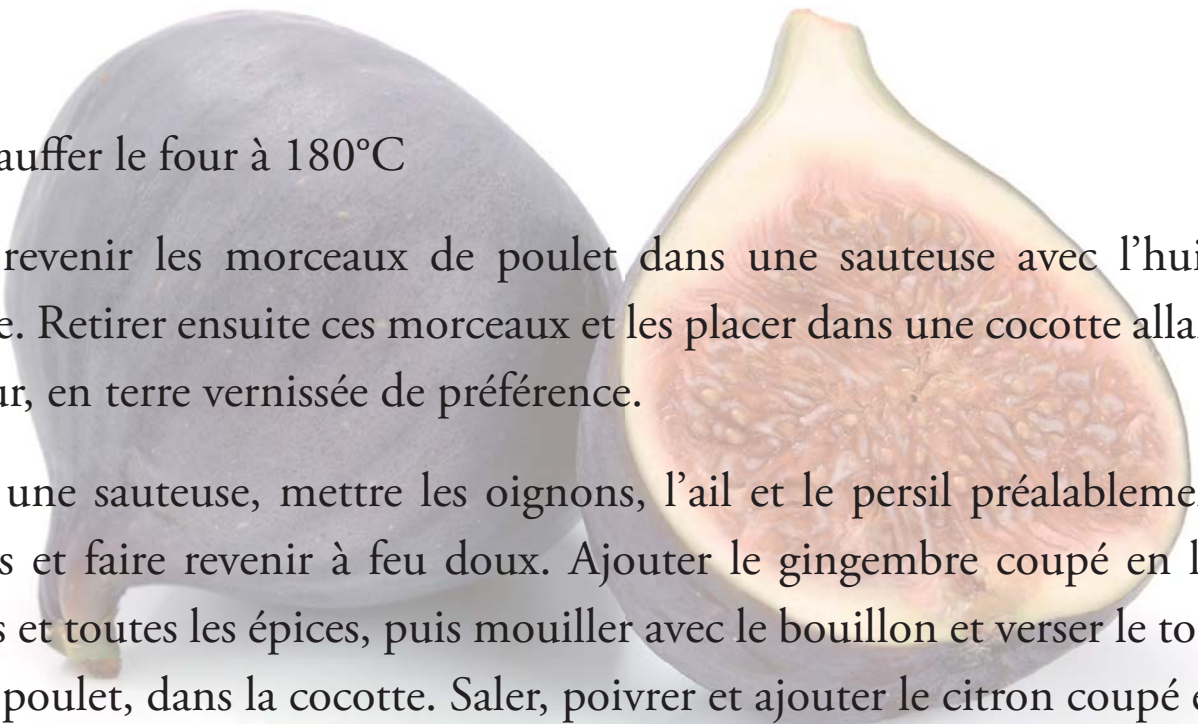 auffer le four à 180°C
revenir les morceaux de poulet dans une sauteuse avec l’hui
e. Retirer ensuite ces morceaux et les placer dans une cocotte alla
ur, en terre vernissée de préférence.
une sauteuse, mettre les oignons, l’ail et le persil préalableme
s et faire revenir à feu doux. Ajouter le gingembre coupé en l
s et toutes les épices, puis mouiller avec le bouillon et verser le to
poulet, dans la cocotte. Saler, poivrer et ajouter le citron coupé e